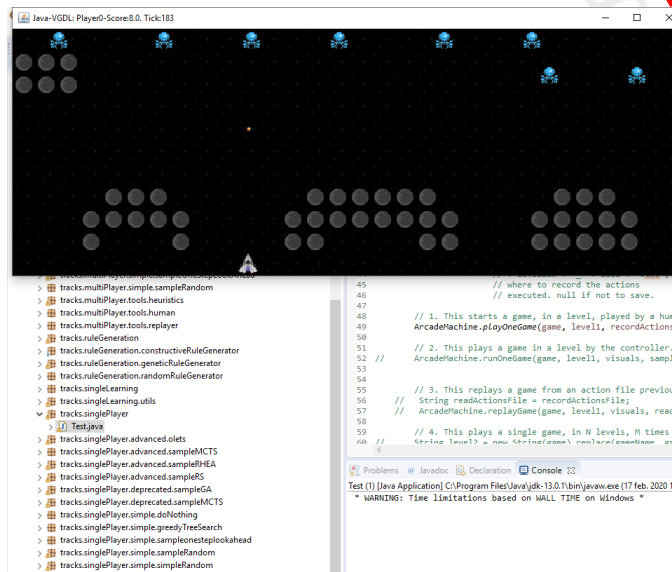 Java-VGDL: Player0-Score:8.0. Tick:183
tracks.multiPlayer.simple.sampleRandom
tracks.multiPlayer.tools.heuristics
tracks.multiPlayer.tools.human
tracks.multiPlayer.tools.replayer
tracks.ruleGeneration
tracks.ruleGeneration.constructiveRuleGenerator
tracks.ruleGeneration.geneticRuleGenerator
tracks.ruleGeneration.randomRuleGenerator
tracks.singleLearning
tracks.singleLearning.utils
tracks.singlePlayer
Test.java
tracks.singlePlayer.advanced.olets
tracks.singlePlayer.advanced.sampleMCTS
tracks.singlePlayer.advanced.sampleRHEA
tracks.singlePlayer.advanced.sampleRS
tracks.singlePlayer.deprecated.sampleGA
tracks.singlePlayer.deprecated.sampleMCTS
tracks.singlePlayer.simple.doNothing
tracks.singlePlayer.simple.greedyTreeSearch
tracks.singlePlayer.simple.sampleonesteplookahead
tracks.singlePlayer.simple.sampleRandom
tracks.singlePlayer.simple.simpleRandom
45 // where to record the actions
46 // executed. null if not to save.
47
48 // 1. This starts a game, in a level, played by a hum
49 ArcadeMachine.playOneGame(game, level1, recordActions
50
51 // 2. This plays a game in a level by the controller.
52 // ArcadeMachine.runOneGame(game, level1, visuals, sampl
53
54
55 // 3. This replays a game from an action file previou
56 // String readActionsFile = recordActionsFile;
57 // ArcadeMachine.replayGame(game, level1, visuals, read
58
59 // 4. This plays a single game, in N levels, M times
60 // String level2 = new String(game).replace(gameName, ga
Problems @ Javadoc Declaration Console
Test (1) [Java Application] C:\Program Files\Java\jdk-13.0.1\bin\javaw.exe (17 feb. 2020 1
* WARNING: Time limitations based on WALL TIME on Windows *